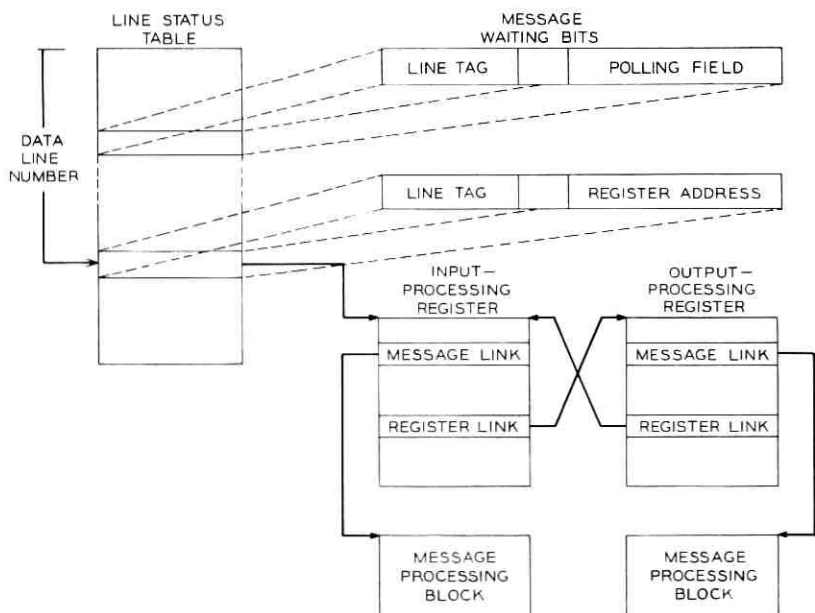 LINE STATUS
TABLE
MESSAGE
WAITING BITS
LINE TAG
POLLING FIELD
DATA
LINE
NUMBER
LINE TAG
REGISTER ADDRESS
INPUT-
PROCESSING
REGISTER
OUTPUT-
PROCESSING
REGISTER
MESSAGE LINK
MESSAGE LINK
REGISTER LINK
REGISTER LINK
MESSAGE
PROCESSING
BLOCK
MESSAGE
PROCESSING
BLOCK